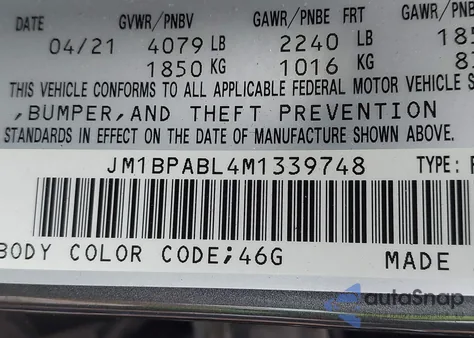 DATE GVWR/PNBV GAWR/PNBE FRT GAWR
04/21 4079 LB 2240 LB
1850 KG 1016 KG
THIS VEHICLE CONFORMS TO ALL APPLICABLE FEDERAL MOTOR VEHICLE
,BUMPER,AND THEFT PREVENTION
STANDARDS IN EFFECT ON THE DATE OF MANUFACTURE SHOWN ABOVE.
JM1BPABL4M1339748 TYPE:
BODY COLOR CODE;46G MADE
autoSnap